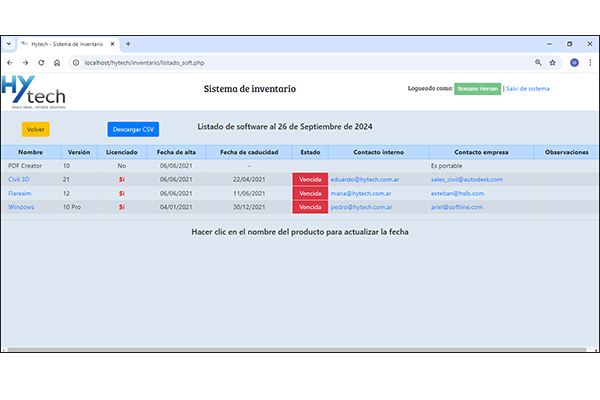 Hytech - Sistema de Inventario
localhost/hytech/inventario/listado_soft.php
HY tech
Smart ideas, reliable solutions.
Sistema de inventario
Logueado como: Romano Hernan | Salir de sistema
Volver
Descargar CSV
Listado de software al 26 de Septiembre de 2024
Nombre Versión Licenciado Fecha de alta Fecha de caducidad Estado Contacto interno Contacto empresa Observaciones
PDF Creator 10 No 06/06/2021 - Es portable
Civil 3D 21 Sí 06/06/2021 22/04/2021 Vencida eduardo@hytech.com.ar sales_civil@autodesk.com
Flaresim 12 Sí 06/06/2021 11/06/2021 Vencida maria@hytech.com.ar esteban@hslb.com
Windows 10 Pro Sí 04/01/2021 30/12/2021 Vencida pedro@hytech.com.ar ariel@softline.com
Hacer clic en el nombre del producto para actualizar la fecha